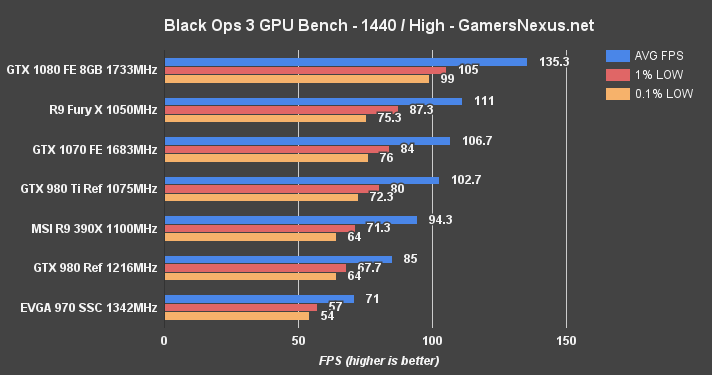 Black Ops 3 GPU Bench - 1440 / High - GamersNexus.net
AVG FPS
1% LOW
0.1% LOW
GTX 1080 FE 8GB 1733MHz
135.3
105
99
R9 Fury X 1050MHz
111
87.3
75.3
GTX 1070 FE 1683MHz
106.7
84
76
GTX 980 Ti Ref 1075MHz
102.7
80
72.3
MSI R9 390X 1100MHz
94.3
71.3
64
GTX 980 Ref 1216MHz
85
67.7
64
EVGA 970 SSC 1342MHz
71
57
54
0 50 100 150
FPS (higher is better)